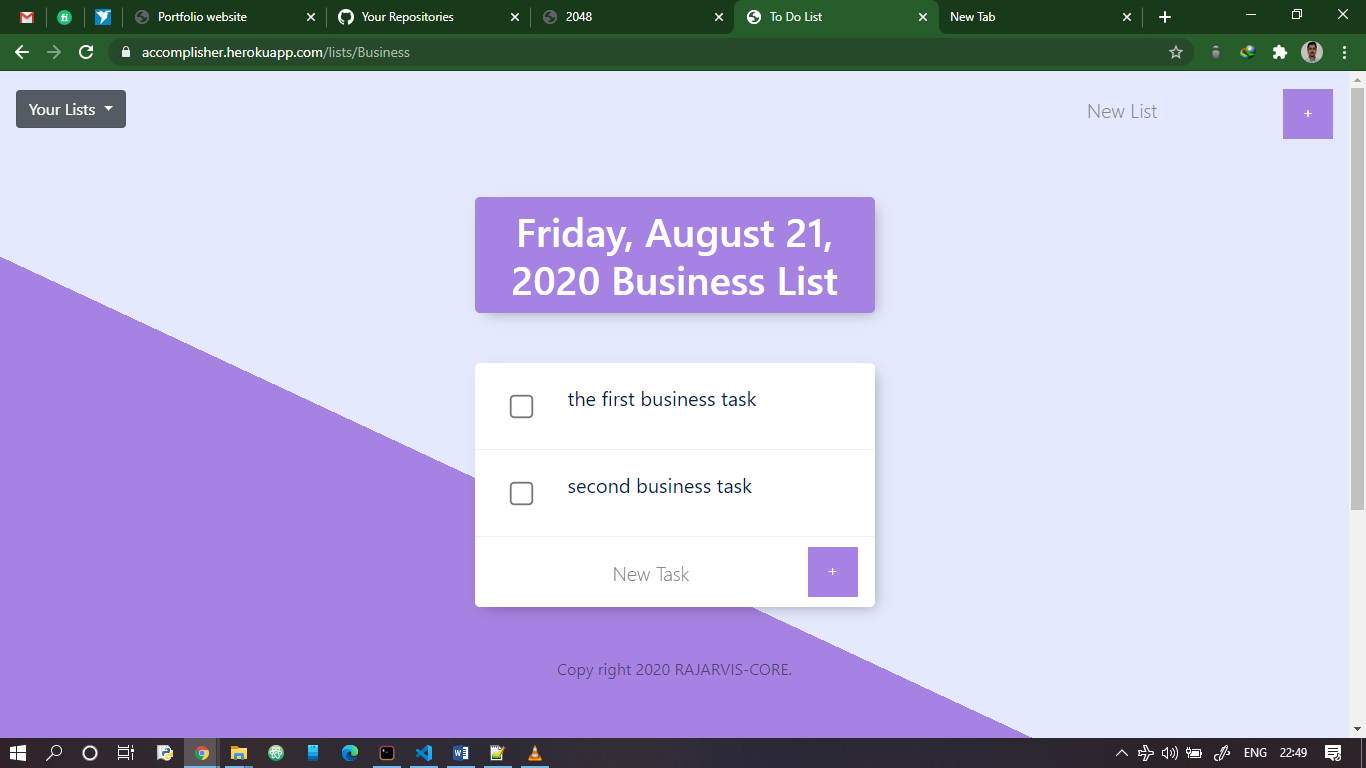 Portfolio website
Your Repositories
2048
To Do List
New Tab
accomplisher.herokuapp.com/lists/Business
Your Lists
New List
+
Friday, August 21,
2020 Business List
the first business task
second business task
New Task
+
Copy right 2020 RAJARVIS-CORE.
ENG
22:49